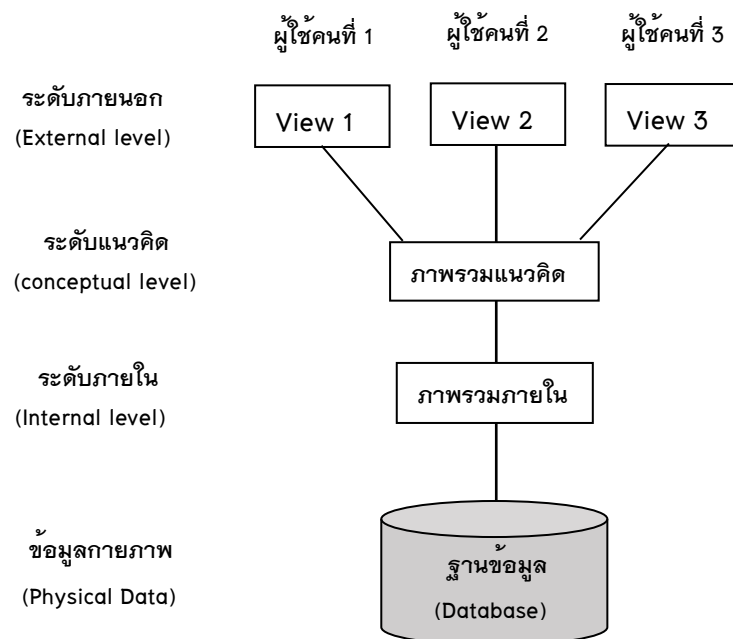 ผู้ใช้คนที่ 1 ผู้ใช้คนที่ 2 ผู้ใช้คนที่ 3
ระดับภายนอก
(External level)
View 1 View 2 View 3
ระดับแนวคิด
(conceptual level)
ภาพรวมแนวคิด
ระดับภายใน
(Internal level)
ภาพรวมภายใน
ข้อมูลกายภาพ
(Physical Data)
ฐานข้อมูล
(Database)